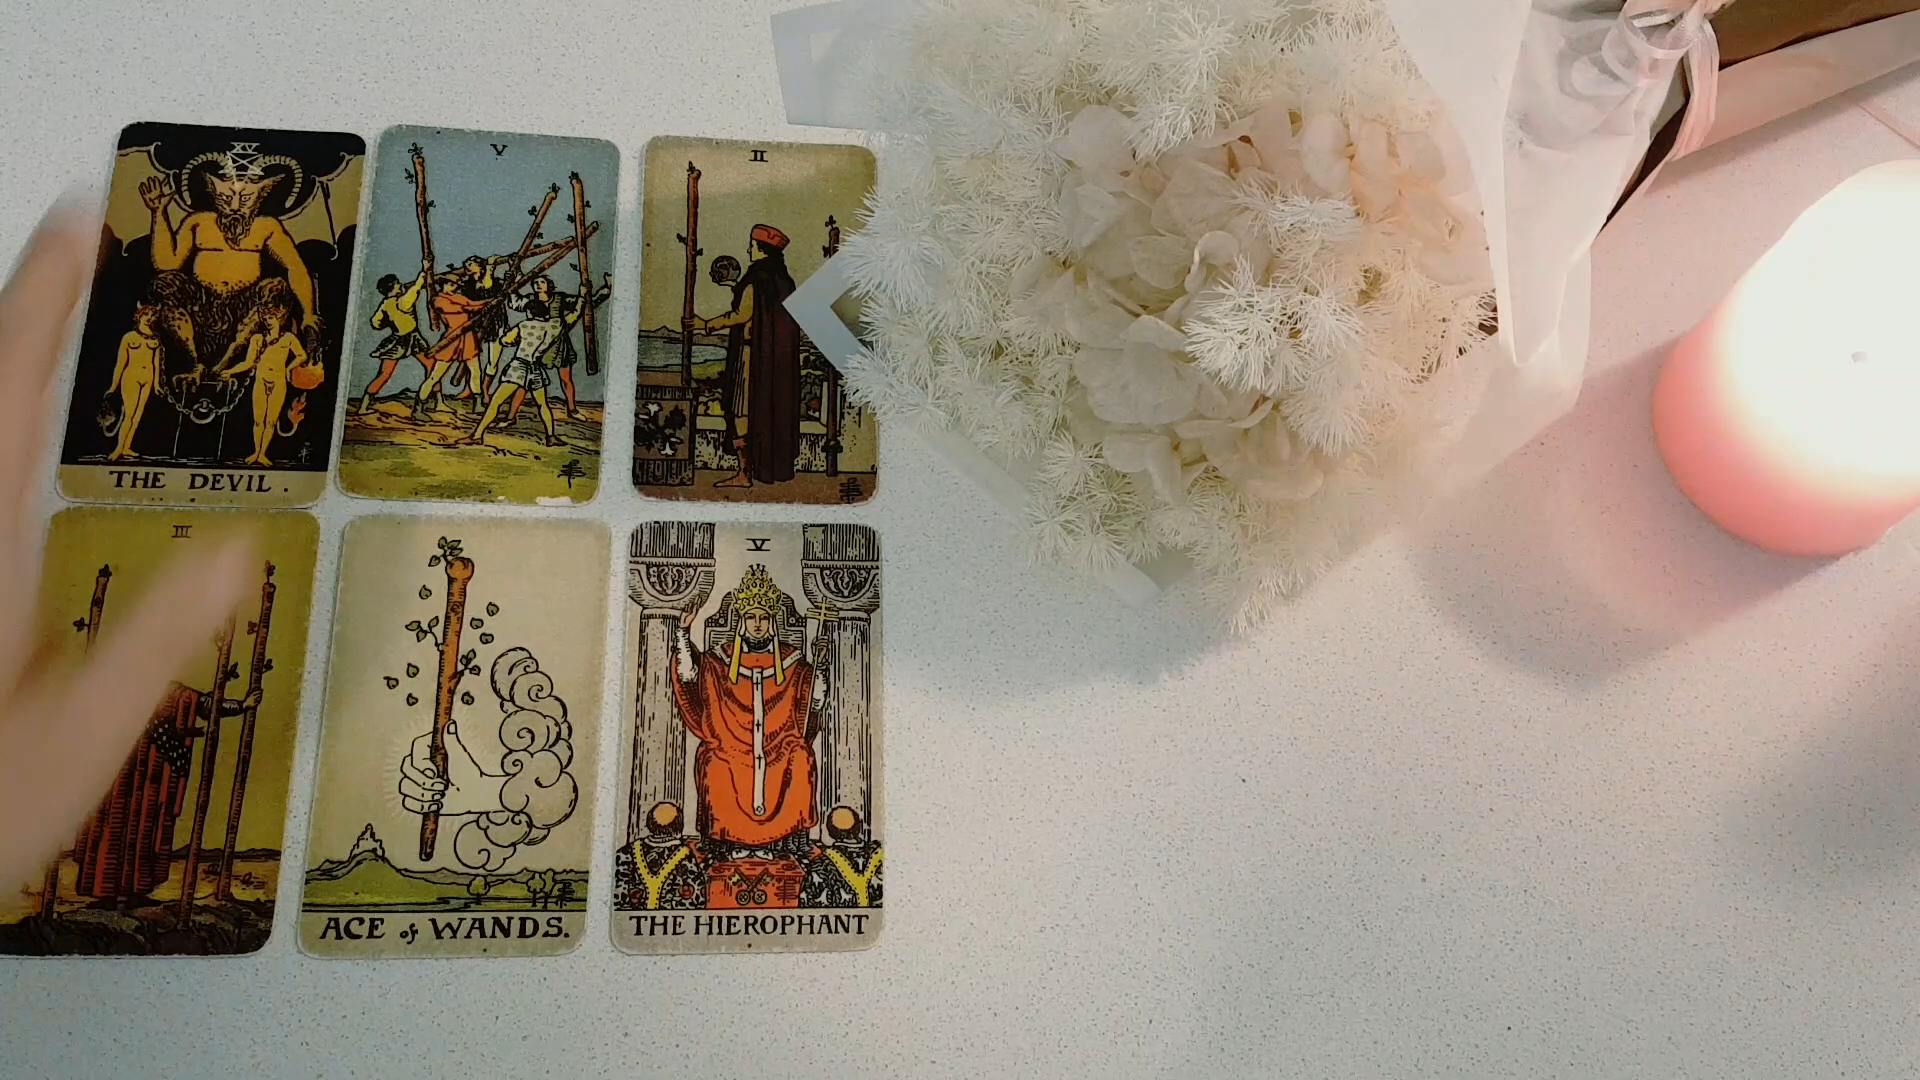 XV
V
II
THE DEVIL.
III
V
ACE of WANDS.
THE HIEROPHANT